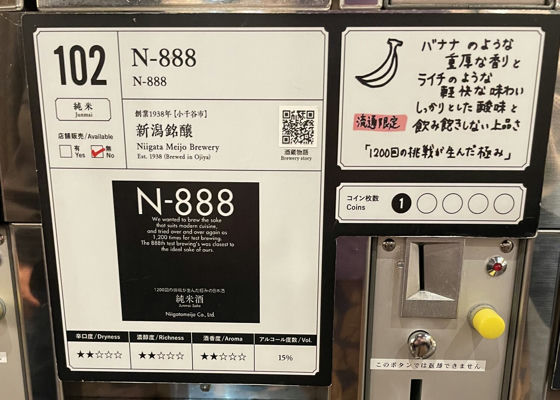 102
純米
Junmai
店舗販売/Available
有
Yes
無
No
N-888
N-888
創業1938年【小千谷市】
新潟銘醸
Niigata Meijo Brewery
Est. 1938 (Brewed in Ojiya)
酒蔵物語
Brewery story
N-888
We wanted to brew the sake
that suits modern cuisine,
and tried over and over again as
1,200 times for test brewing.
The 888th test brewing's was closest to
the ideal sake of ours.
1200回の挑戦が生んだ極みの日本酒
純米酒
Junmai Sake
Niigatameijo Co., Ltd.
辛口度/Dryness
濃醇度/Richness
酒香度/Aroma
アルコール度数/Vol.
★★☆☆☆
★★☆☆☆
★★☆☆☆
15%
バナナのような
重厚な香りと
ライチのような
軽快な味わい
しっかりとした酸味と
流通限定
飲み飽きしない上品さ
「1200回の挑戦が生んだ極み」
コイン枚数
Coins
1
このボタンでは返却できません